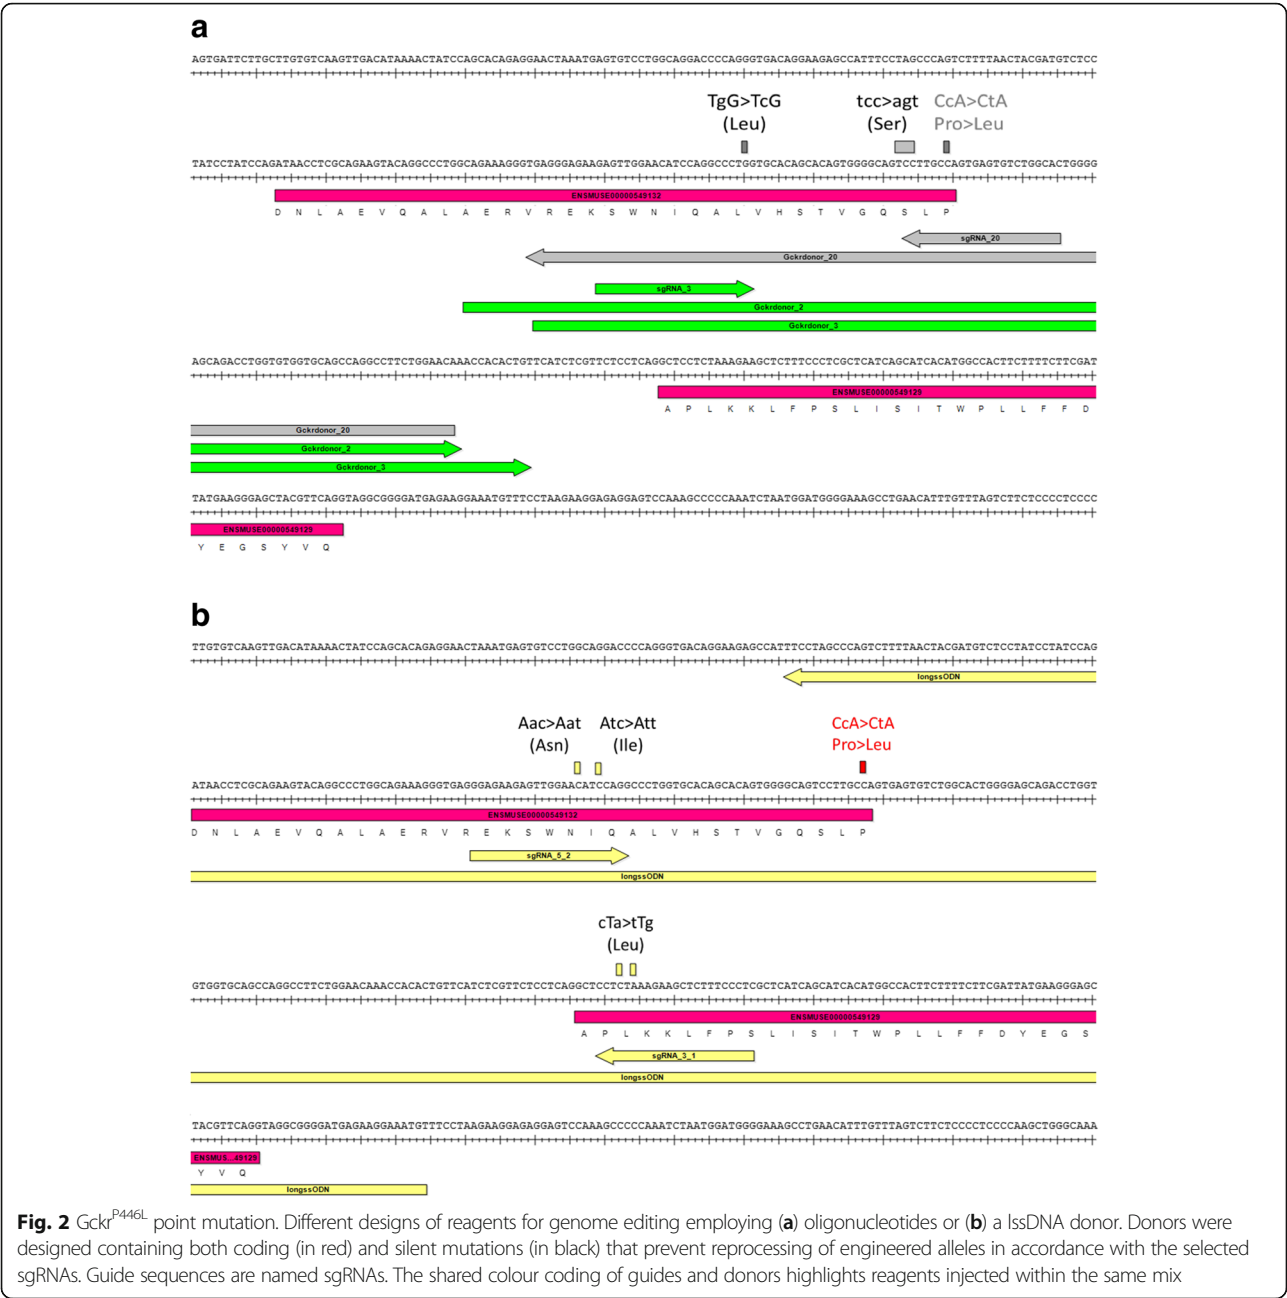 a
AGTGATTCTTGCTTGTGTCAAGTTGACATAAAACTATCCAGCACAGAGGAACTAAATGAGTGTCCTGGCAGGACCCCAGGGTGACAGGAAGAGCCATTTCCTAGCCCAGTCTTTTAACTACGATGTCTCC
TgG>TcG tcc>agt CcA>CtA
(Leu) (Ser) Pro>Leu
TATCCTATCCAGATAACCTCGCAGAAGTACAGGCCCTGGCAGAAAGGGTGAGGGAGAAGAGTTGGAACATCCAGGCCCTGGTGCACAGCACAGTGGGGCAGTCCTTGCCAGTGAGTGTCTGGCACTGGGG
ENSMUSE00000549132
D N L A E V Q A L A E R V R E K S W N I Q A L V H S T V G Q S L P
sgRNA_20
Gckrdonor_20
sgRNA_3
Gckrdonor_2
Gckrdonor_3
AGCAGACCTGGTGTGGTGCAGCCAGGCCTTCTGGAACAAACCACACTGTTCATCTCGTTCTCCTCAGGCTCCTCTAAAGAAGCTCTTTCCCTCGCTCATCAGCATCACATGGCCACTTCTTTTCTTCGAT
ENSMUSE00000549129
A P L K K L F P S L I S I T W P L L F F D
Gckrdonor_20
Gckrdonor_2
Gckrdonor_3
TATGAAGGGAGCTACGTTCAGGTAGGCGGGGATGAGAAGGAAATGTTTCCTAAGAAGGAGAGGAGTCCAAAGCCCCCAAATCTAATGGATGGGGAAAGCCTGAACATTTGTTTAGTCTTCTCCCCTCCCC
ENSMUSE00000549129
Y E G S Y V Q
b
TTGTGTCAAGTTGACATAAAACTATCCAGCACAGAGGAACTAAATGAGTGTCCTGGCAGGACCCCAGGGTGACAGGAAGAGCCATTTCCTAGCCCAGTCTTTTAACTACGATGTCTCCTATCCTATCCAG
longssODN
Aac>Aat Atc>Att CcA>CtA
(Asn) (Ile) Pro>Leu
ATAACCTCGCAGAAGTACAGGCCCTGGCAGAAAGGGTGAGGGAGAAGAGTTGGAACATCCAGGCCCTGGTGCACAGCACAGTGGGGCAGTCCTTGCCAGTGAGTGTCTGGCACTGGGGAGCAGACCTGGT
ENSMUSE00000549132
D N L A E V Q A L A E R V R E K S W N I Q A L V H S T V G Q S L P
sgRNA_5_2
longssODN
cTa>tTg
(Leu)
GTGGTGCAGCCAGGCCTTCTGGAACAAACCACACTGTTCATCTCGTTCTCCTCAGGCTCCTCTAAAGAAGCTCTTTCCCTCGCTCATCAGCATCACATGGCCACTTCTTTTCTTCGATTATGAAGGGAGC
ENSMUSE00000549129
A P L K K L F P S L I S I T W P L L F F D Y E G S
sgRNA_3_1
longssODN
TACGTTCAGGTAGGCGGGGATGAGAAGGAAATGTTTCCTAAGAAGGAGAGGAGTCCAAAGCCCCCAAATCTAATGGATGGGGAAAGCCTGAACATTTGTTTAGTCTTCTCCCCTCCCCAAGCTGGGCAAA
ENSMUS...49129
Y V Q
longssODN
Fig. 2 Gckr^P446L point mutation. Different designs of reagents for genome editing employing (a) oligonucleotides or (b) a lssDNA donor. Donors were
designed containing both coding (in red) and silent mutations (in black) that prevent reprocessing of engineered alleles in accordance with the selected
sgRNAs. Guide sequences are named sgRNAs. The shared colour coding of guides and donors highlights reagents injected within the same mix